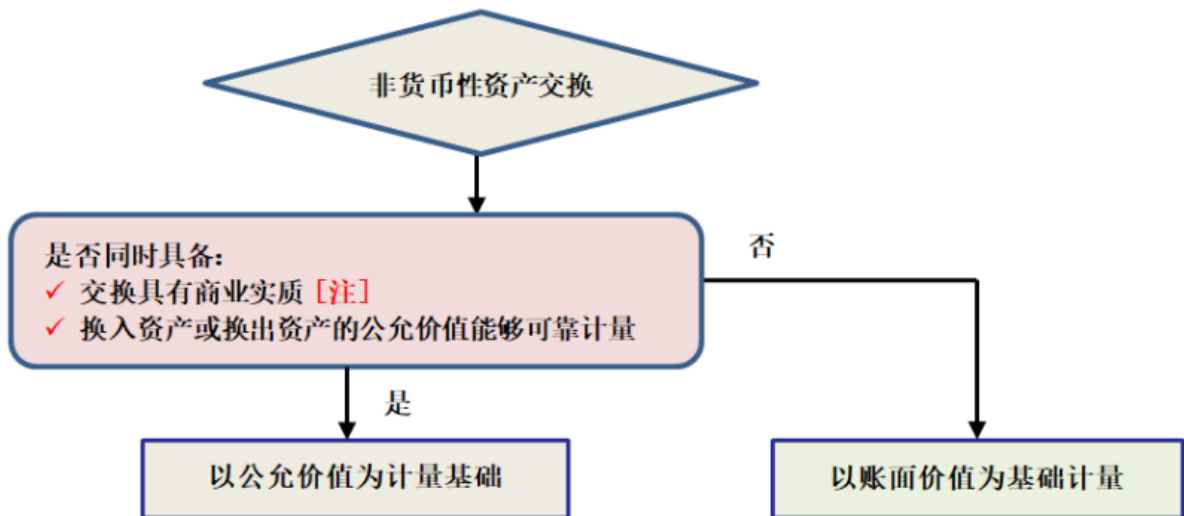 非货币性资产交换
是否同时具备:
✓ 交换具有商业实质 [注]
✓ 换入资产或换出资产的公允价值能够可靠计量
否
是
以公允价值为计量基础
以账面价值为基础计量